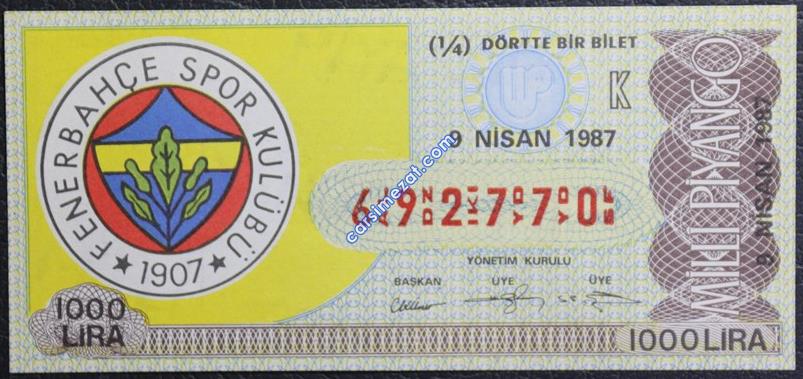 FENERBAHÇE SPOR KULÜBÜ
★ 1907 ★
1000
LİRA
(1/4) DÖRTTE BİR BİLET
K
9 NİSAN 1987
6 9 2 7 7 0
YÖNETİM KURULU
BAŞKAN ÜYE ÜYE
1000 LİRA
MİLLİ PİYANGO
9 NİSAN 1987
carsimezat.com